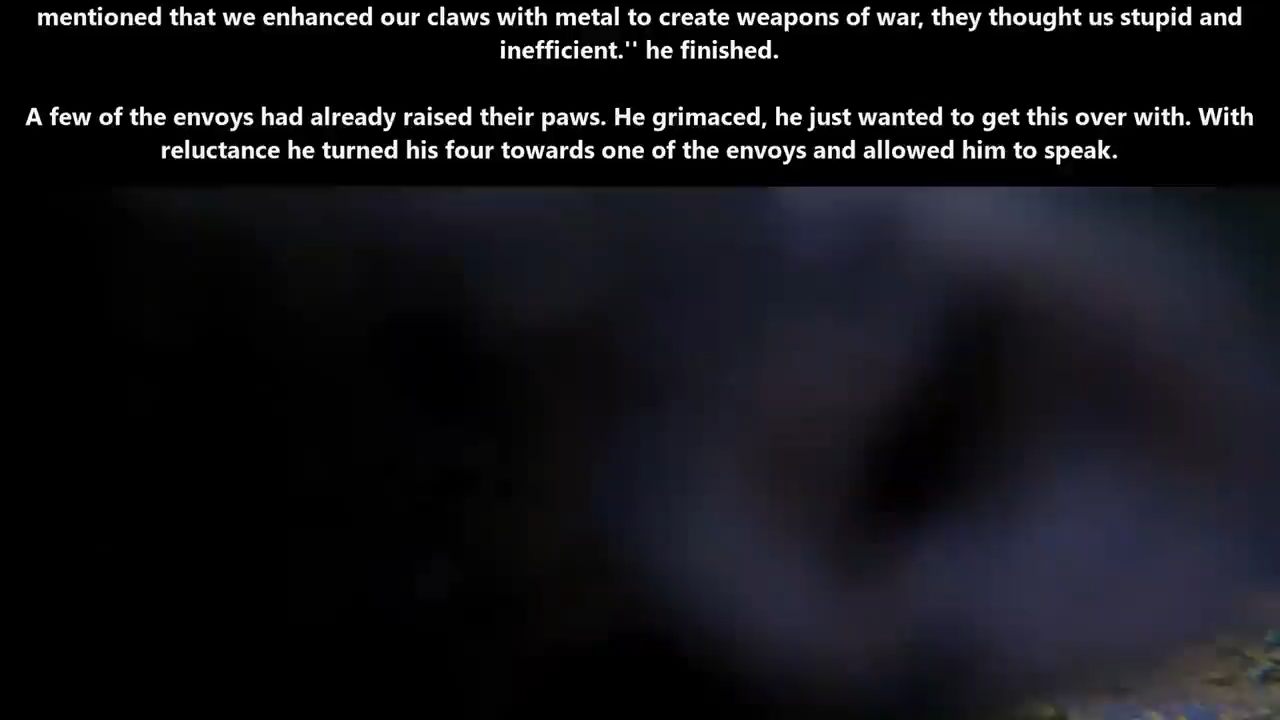 mentioned that we enhanced our claws with metal to create weapons of war, they thought us stupid and
inefficient.'' he finished.
A few of the envoys had already raised their paws. He grimaced, he just wanted to get this over with. With
reluctance he turned his four towards one of the envoys and allowed him to speak.